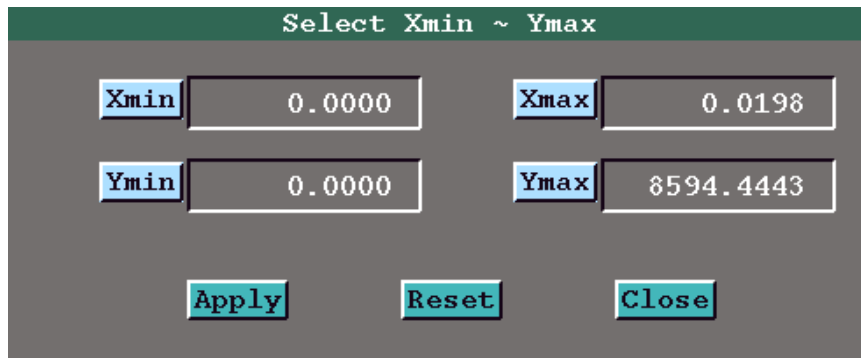 Select Xmin ~ Ymax
Xmin 0.0000 Xmax 0.0198
Ymin 0.0000 Ymax 8594.4443
Apply Reset Close